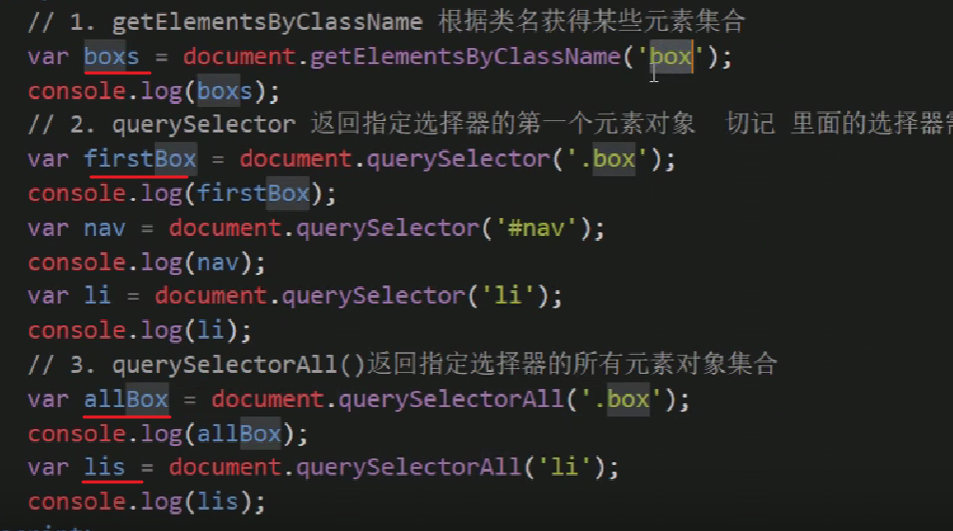 // 1. getElementsByClassName 根据类名获得某些元素集合
var boxs = document.getElementsByClassName('box');
console.log(boxs);
// 2. querySelector 返回指定选择器的第一个元素对象  切记 里面的选择器需
var firstBox = document.querySelector('.box');
console.log(firstBox);
var nav = document.querySelector('#nav');
console.log(nav);
var li = document.querySelector('li');
console.log(li);
// 3. querySelectorAll()返回指定选择器的所有元素对象集合
var allBox = document.querySelectorAll('.box');
console.log(allBox);
var lis = document.querySelectorAll('li');
console.log(lis);